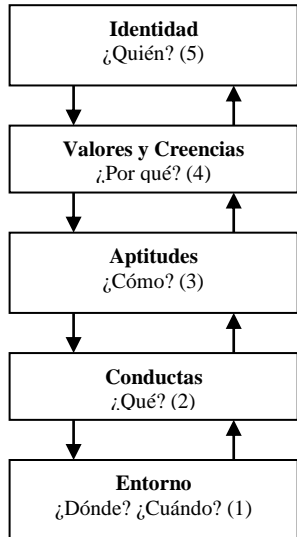 Identidad
¿Quién? (5)
Valores y Creencias
¿Por qué? (4)
Aptitudes
¿Cómo? (3)
Conductas
¿Qué? (2)
Entorno
¿Dónde? ¿Cuándo? (1)